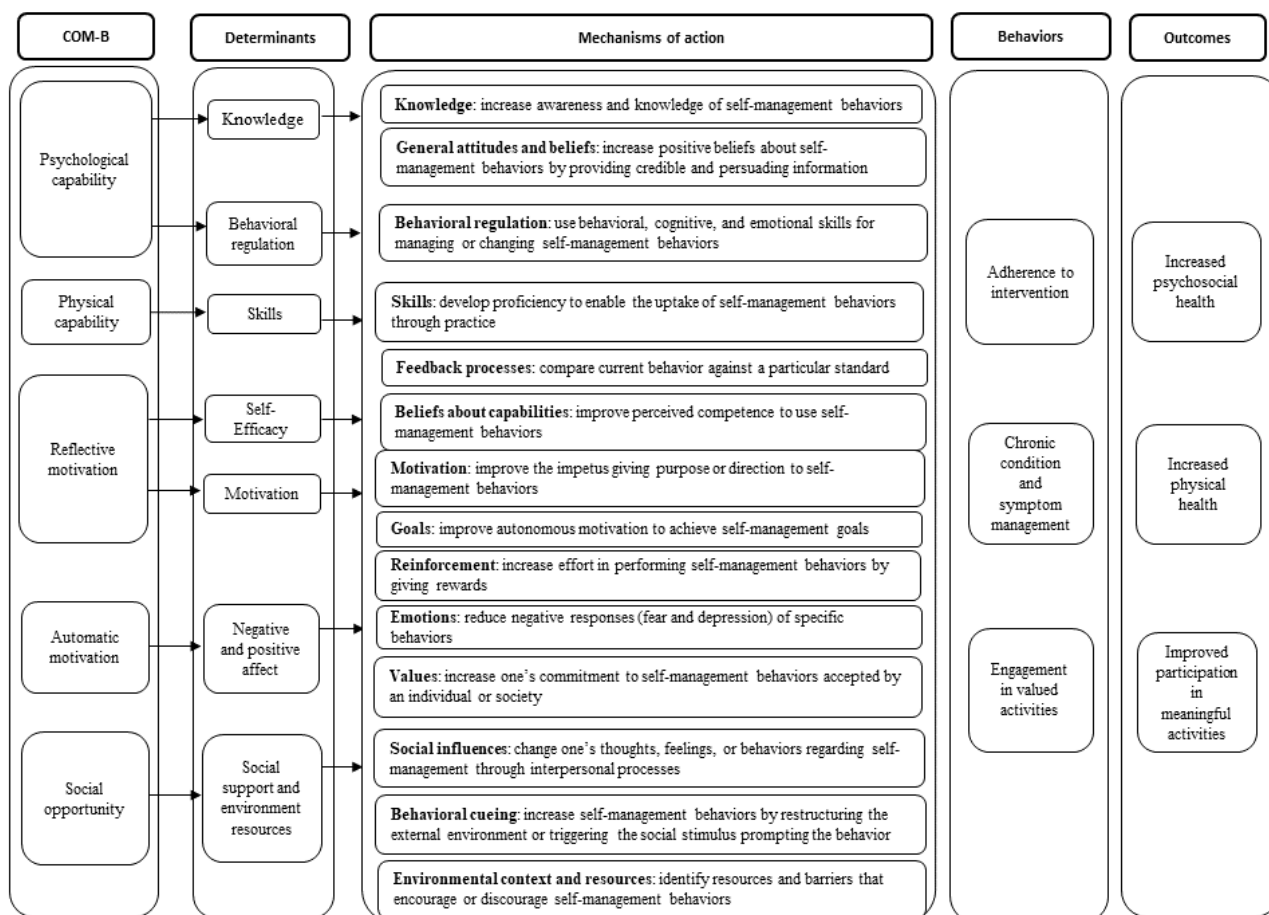 COM-B
Determinants
Mechanisms of action
Behaviors
Outcomes
Psychological
capability
Physical
capability
Reflective
motivation
Automatic
motivation
Social
opportunity
Knowledge
Behavioral
regulation
Skills
Self-
Efficacy
Motivation
Negative
and positive
affect
Social
support and
environment
resources
Knowledge: increase awareness and knowledge of self-management behaviors
General attitudes and beliefs: increase positive beliefs about self-
management behaviors by providing credible and persuading information
Behavioral regulation: use behavioral, cognitive, and emotional skills for
managing or changing self-management behaviors
Skills: develop proficiency to enable the uptake of self-management behaviors
through practice
Feedback processes: compare current behavior against a particular standard
Beliefs about capabilities: improve perceived competence to use self-
management behaviors
Motivation: improve the impetus giving purpose or direction to self-
management behaviors
Goals: improve autonomous motivation to achieve self-management goals
Reinforcement: increase effort in performing self-management behaviors by
giving rewards
Emotions: reduce negative responses (fear and depression) of specific
behaviors
Values: increase one's commitment to self-management behaviors accepted by
an individual or society
Social influences: change one's thoughts, feelings, or behaviors regarding self-
management through interpersonal processes
Behavioral cueing: increase self-management behaviors by restructuring the
external environment or triggering the social stimulus prompting the behavior
Environmental context and resources: identify resources and barriers that
encourage or discourage self-management behaviors
Adherence to
intervention
Chronic
condition
and
symptom
management
Engagement
in valued
activities
Increased
psychosocial
health
Increased
physical
health
Improved
participation
in
meaningful
activities